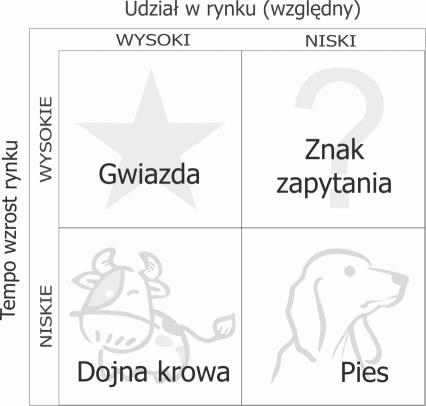 Udział w rynku (względny)
WYSOKI
NISKI
Tempo wzrost rynku
WYSOKIE
NISKIE
Gwiazda
Znak
zapytania
Dojna krowa
Pies